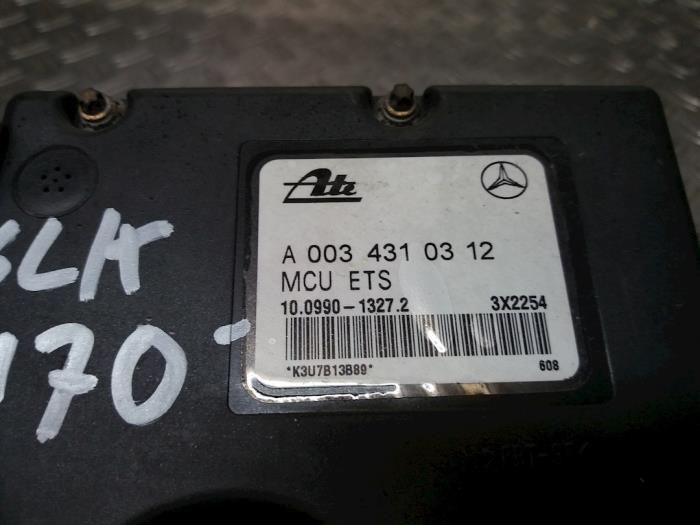 Ate
A 003 431 03 12
MCU ETS
10.0990-1327.2 3X2254
*K3U7B13B89* 608
SLK
170-